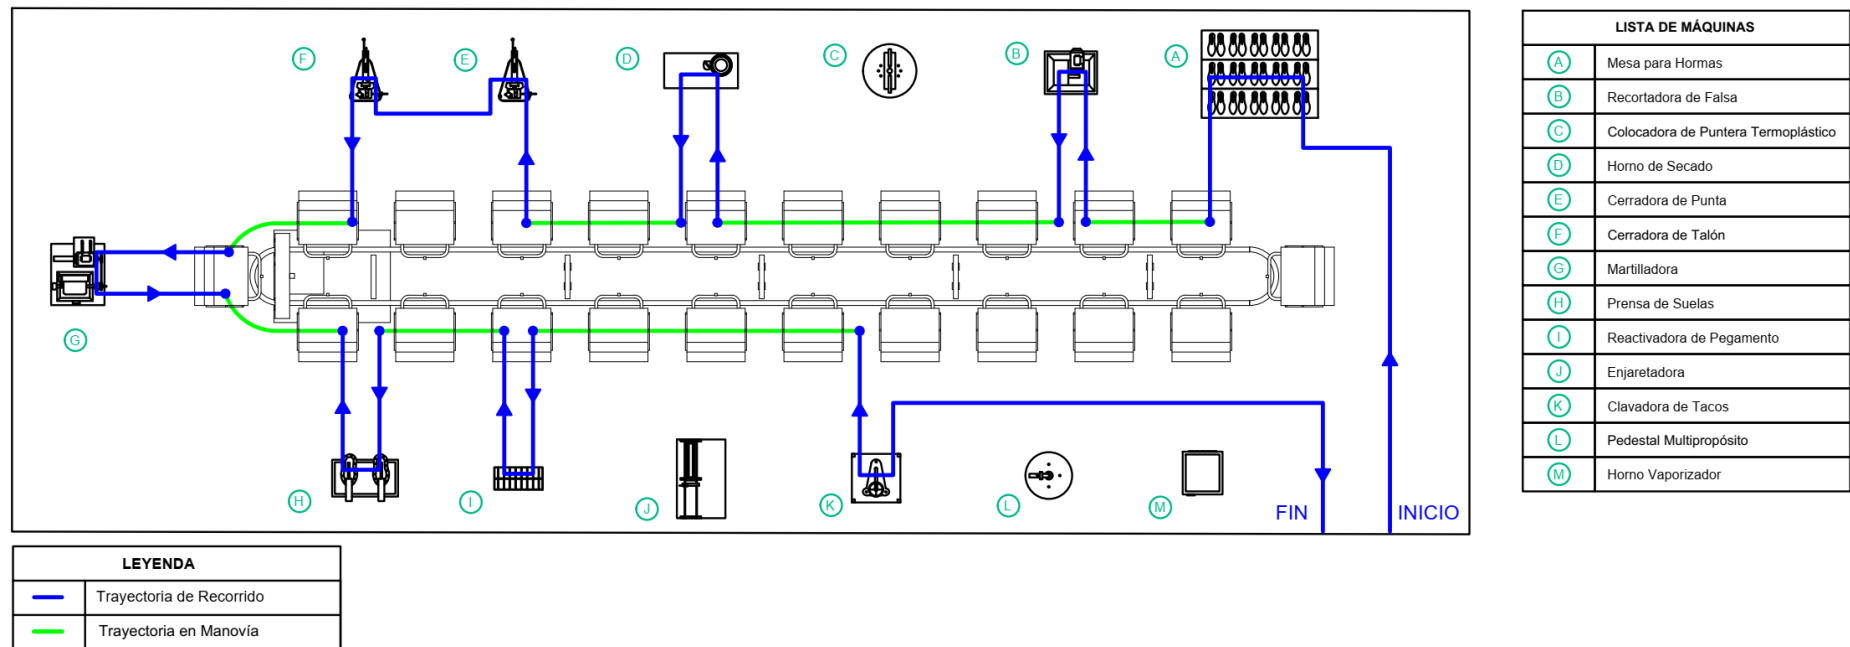 F
E
D
C
B
A
G
H
I
J
K
L
M
FIN
INICIO
LISTA DE MÁQUINAS
A Mesa para Hormas
B Recortadora de Falsa
C Colocadora de Puntera Termoplástico
D Horno de Secado
E Cerradora de Punta
F Cerradora de Talón
G Martilladora
H Prensa de Suelas
I Reactivadora de Pegamento
J Enjaretadora
K Clavadora de Tacos
L Pedestal Multipropósito
M Horno Vaporizador
LEYENDA
Trayectoria de Recorrido
Trayectoria en Manovía